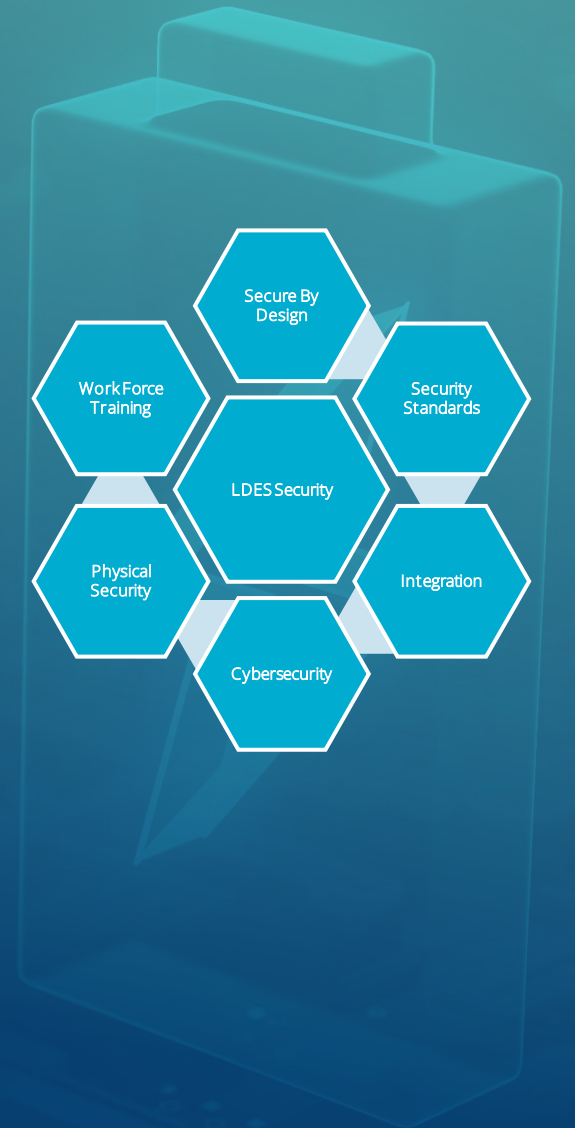 Secure By
Design
Security
Standards
Integration
Cybersecurity
Physical
Security
Work Force
Training
LDES Security